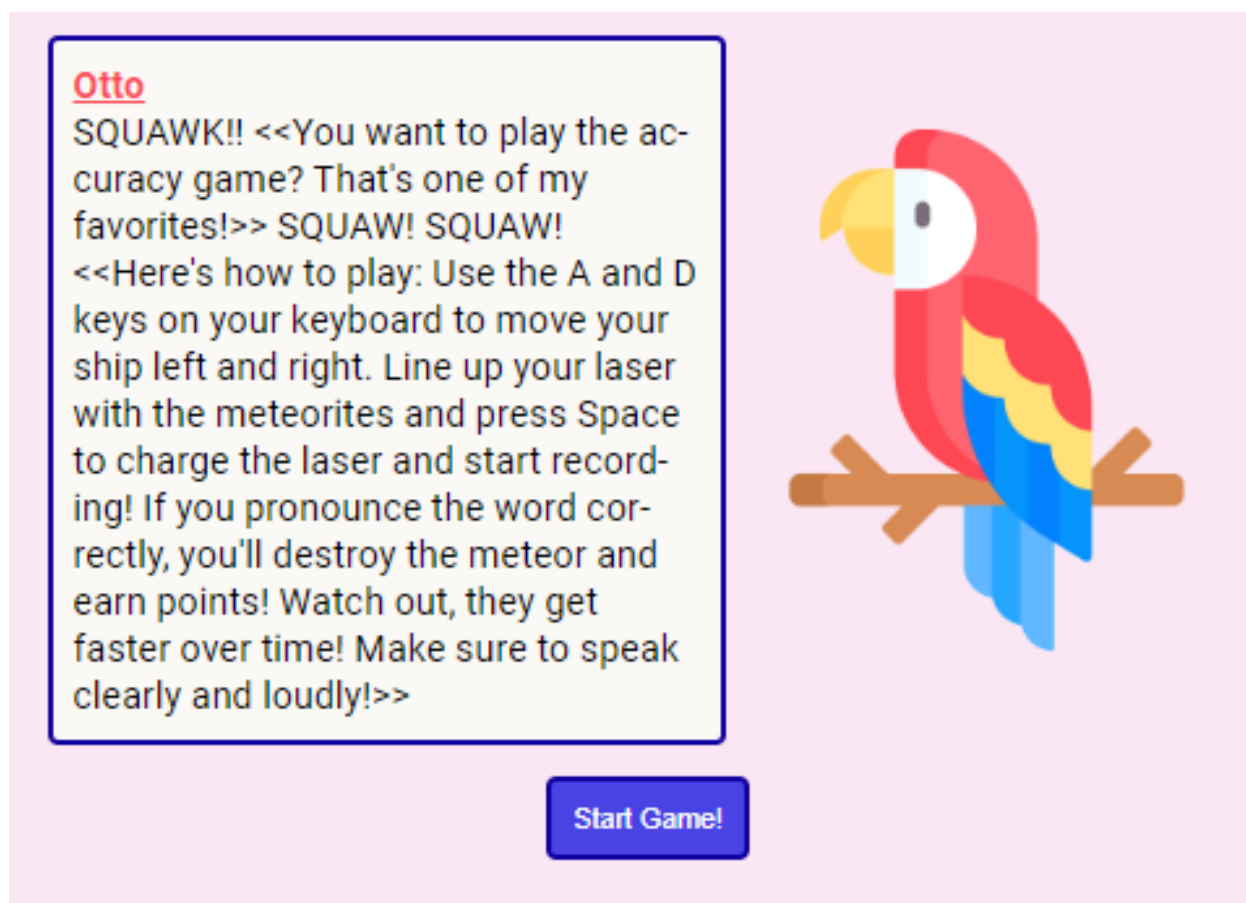 Otto
SQUAWK!! <<You want to play the ac-
curacy game? That's one of my
favorites!>> SQUAW! SQUAW!
<<Here's how to play: Use the A and D
keys on your keyboard to move your
ship left and right. Line up your laser
with the meteorites and press Space
to charge the laser and start record-
ing! If you pronounce the word cor-
rectly, you'll destroy the meteor and
earn points! Watch out, they get
faster over time! Make sure to speak
clearly and loudly!>>
Start Game!